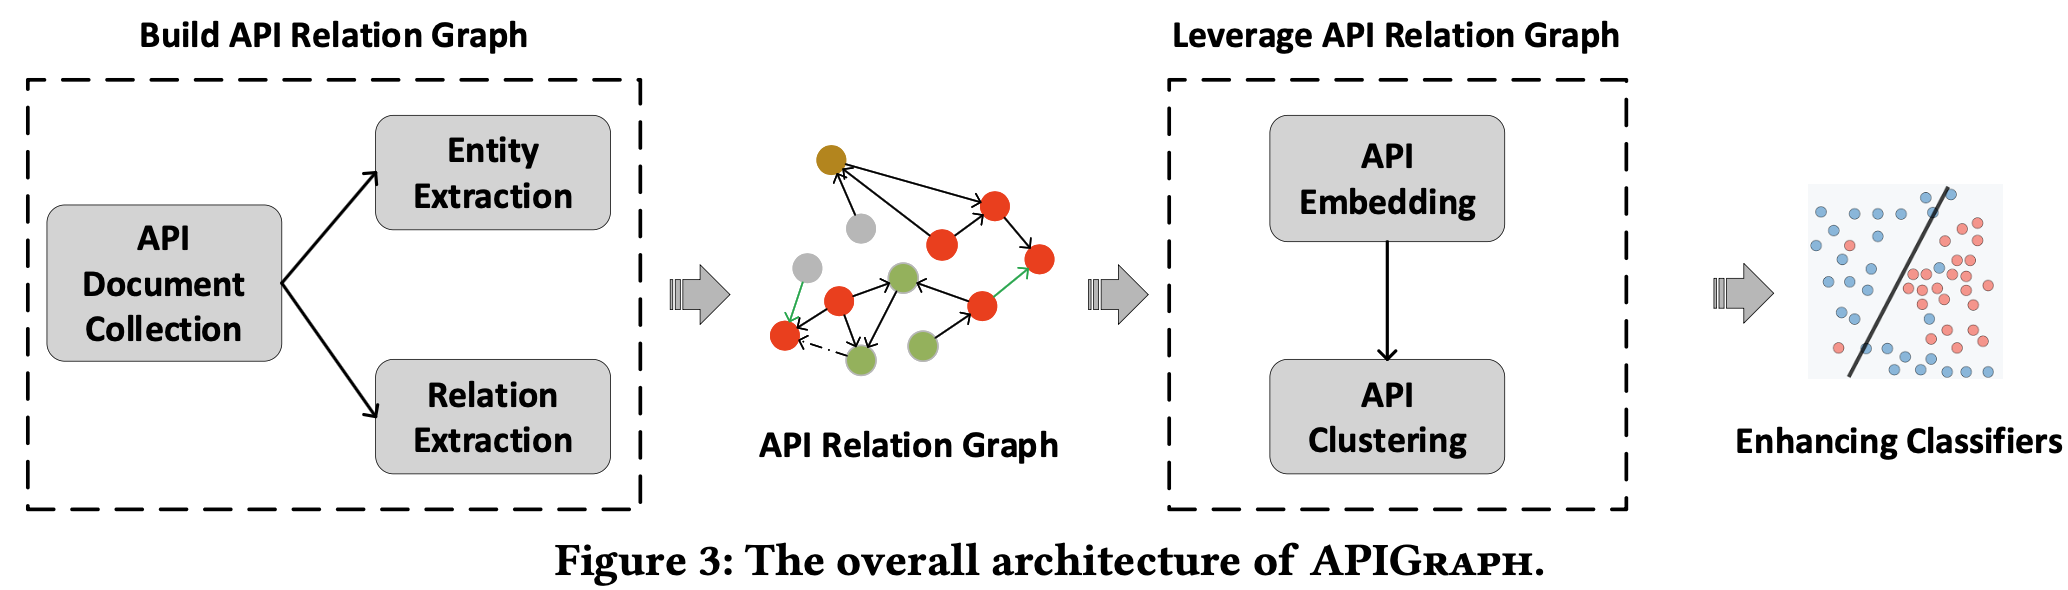 Build API Relation Graph
API
Document
Collection
Entity
Extraction
Relation
Extraction
API Relation Graph
Leverage API Relation Graph
API
Embedding
API
Clustering
Enhancing Classifiers
Figure 3: The overall architecture of APIGRAPH.